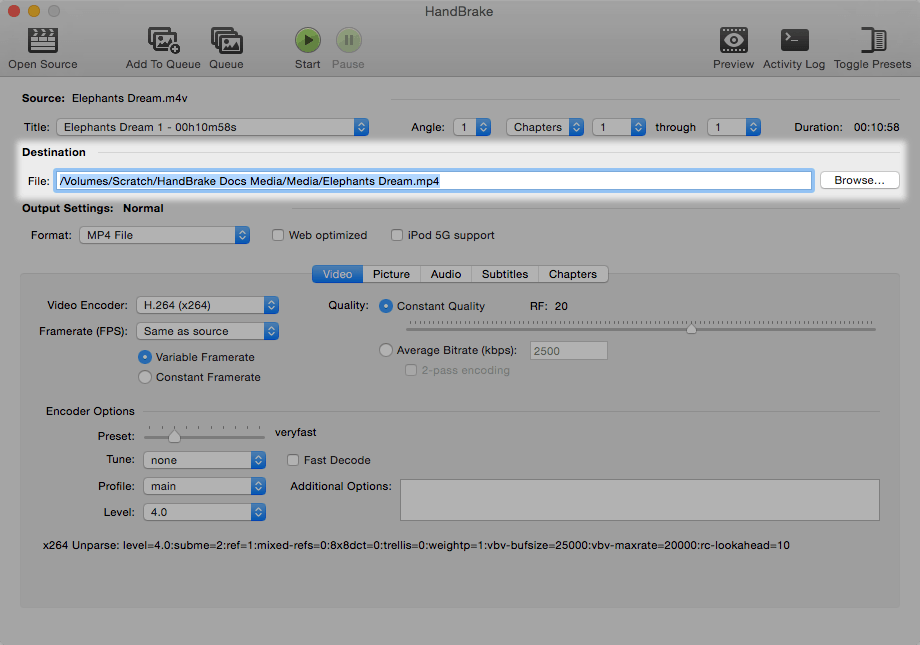 HandBrake
Open Source Add To Queue Queue Start Pause Preview Activity Log Toggle Presets
Source: Elephants Dream.m4v
Title: Elephants Dream 1 - 00h10m58s Angle: 1 Chapters 1 through 1 Duration: 00:10:58
Destination
File: /Volumes/Scratch/HandBrake Docs Media/Media/Elephants Dream.mp4 Browse...
Output Settings: Normal
Format: MP4 File Web optimized iPod 5G support
Video Picture Audio Subtitles Chapters
Video Encoder: H.264 (x264) Quality: Constant Quality RF: 20
Framerate (FPS): Same as source
Variable Framerate Average Bitrate (kbps): 2500
Constant Framerate 2-pass encoding
Encoder Options
Preset: veryfast
Tune: none Fast Decode
Profile: main Additional Options:
Level: 4.0
x264 Unparse: level=4.0:subme=2:ref=1:mixed-refs=0:8x8dct=0:trellis=0:weightp=1:vbv-bufsize=25000:vbv-maxrate=20000:rc-lookahead=10